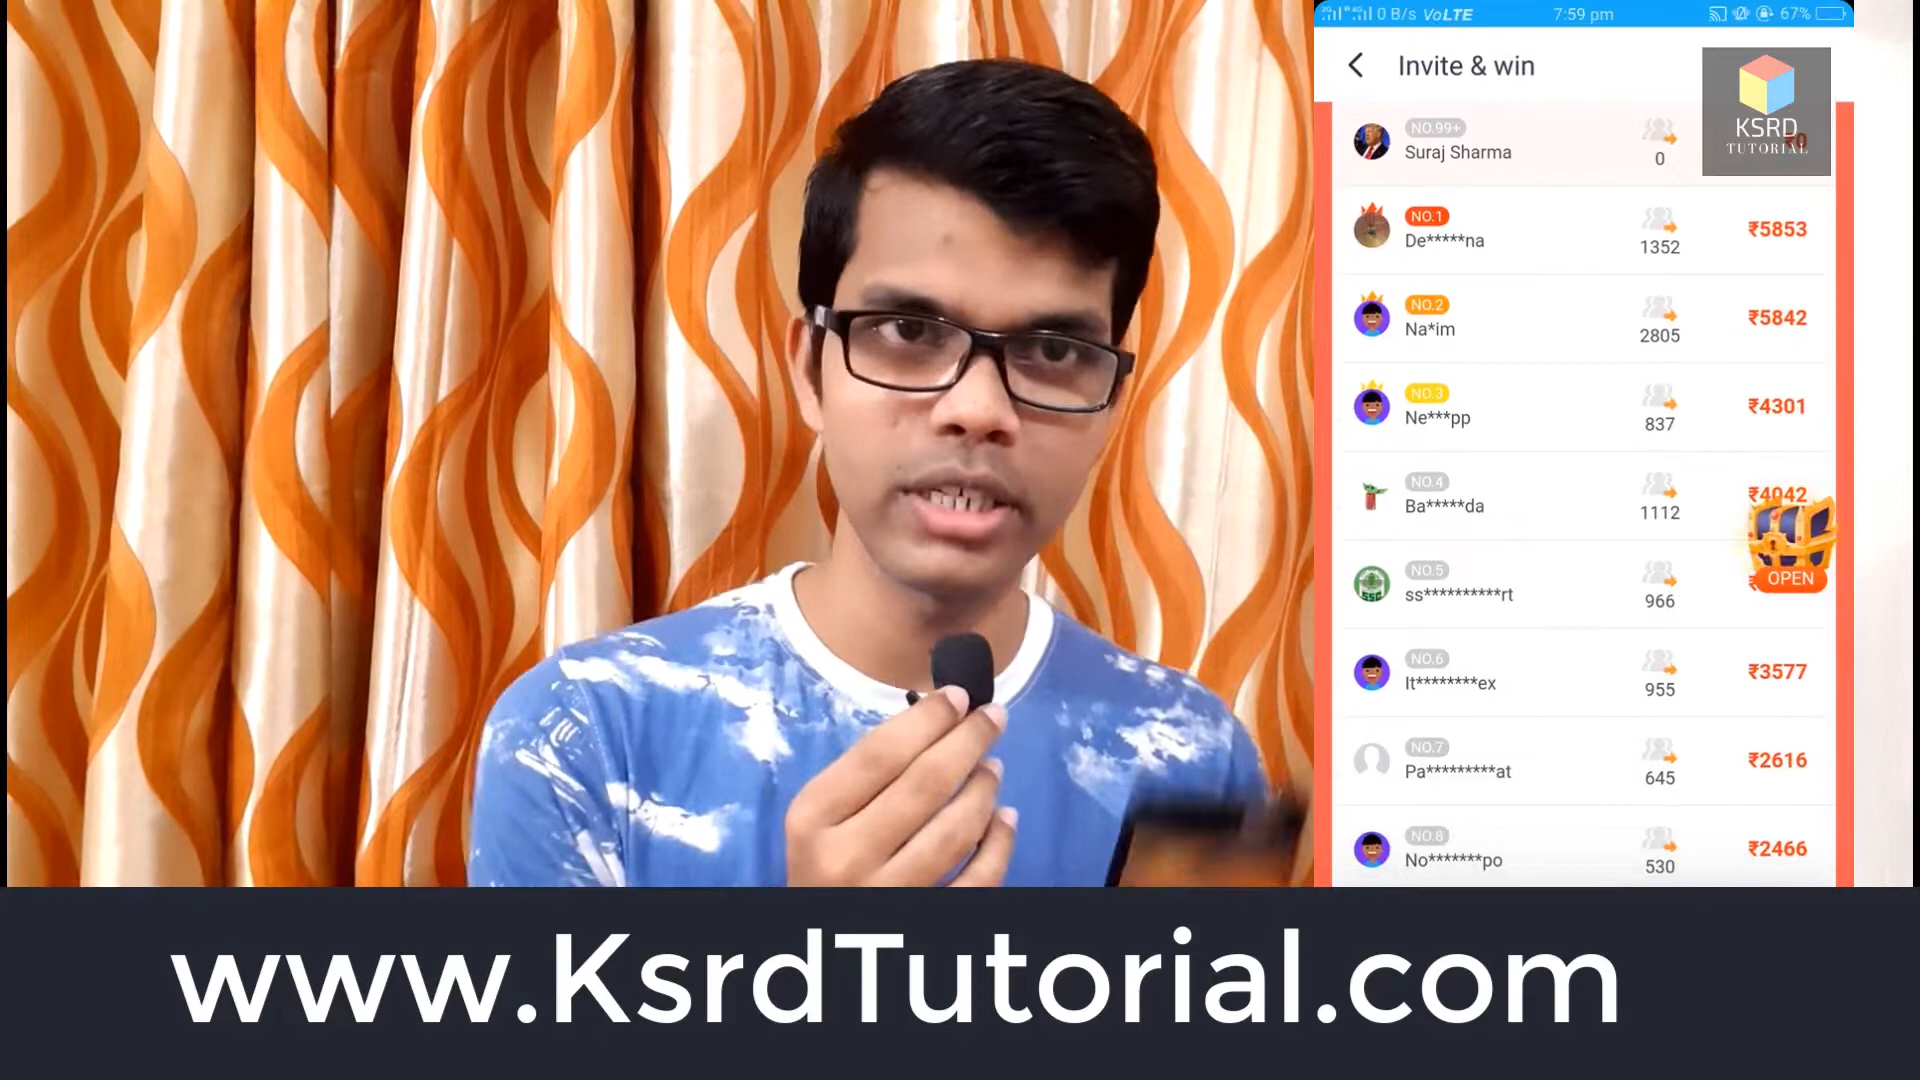 0 B/s VoLTE 7:59 pm 67%
Invite & win
KSRD
TUTORIAL
NO.99+
Suraj Sharma
0
₹0
NO.1
De*****na
1352
₹5853
NO.2
Na*im
2805
₹5842
NO.3
Ne***pp
837
₹4301
NO.4
Ba*****da
1112
₹4042
OPEN
NO.5
ss**********rt
966
NO.6
It********ex
955
₹3577
NO.7
Pa*********at
645
₹2616
NO.8
No*******po
530
₹2466
www.KsrdTutorial.com